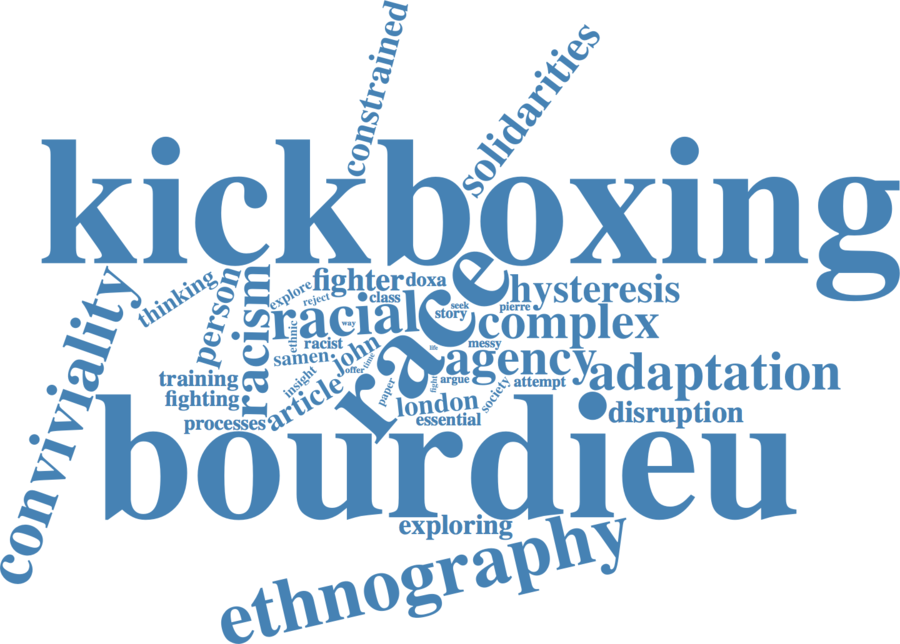 constrained
solidarities
kickboxing
conviviality
thinking
person
racism
explore
reject
fighter
class
doxa
race
seek
story
pierre
hysteresis
racial
way
ethnic
racist
complex
messy
life
samen
john
time
offer
insight
agency
argue
fight
paper
society
attempt
adaptation
training
fighting
processes
article
london
essential
disruption
bourdieu
exploring
ethnography